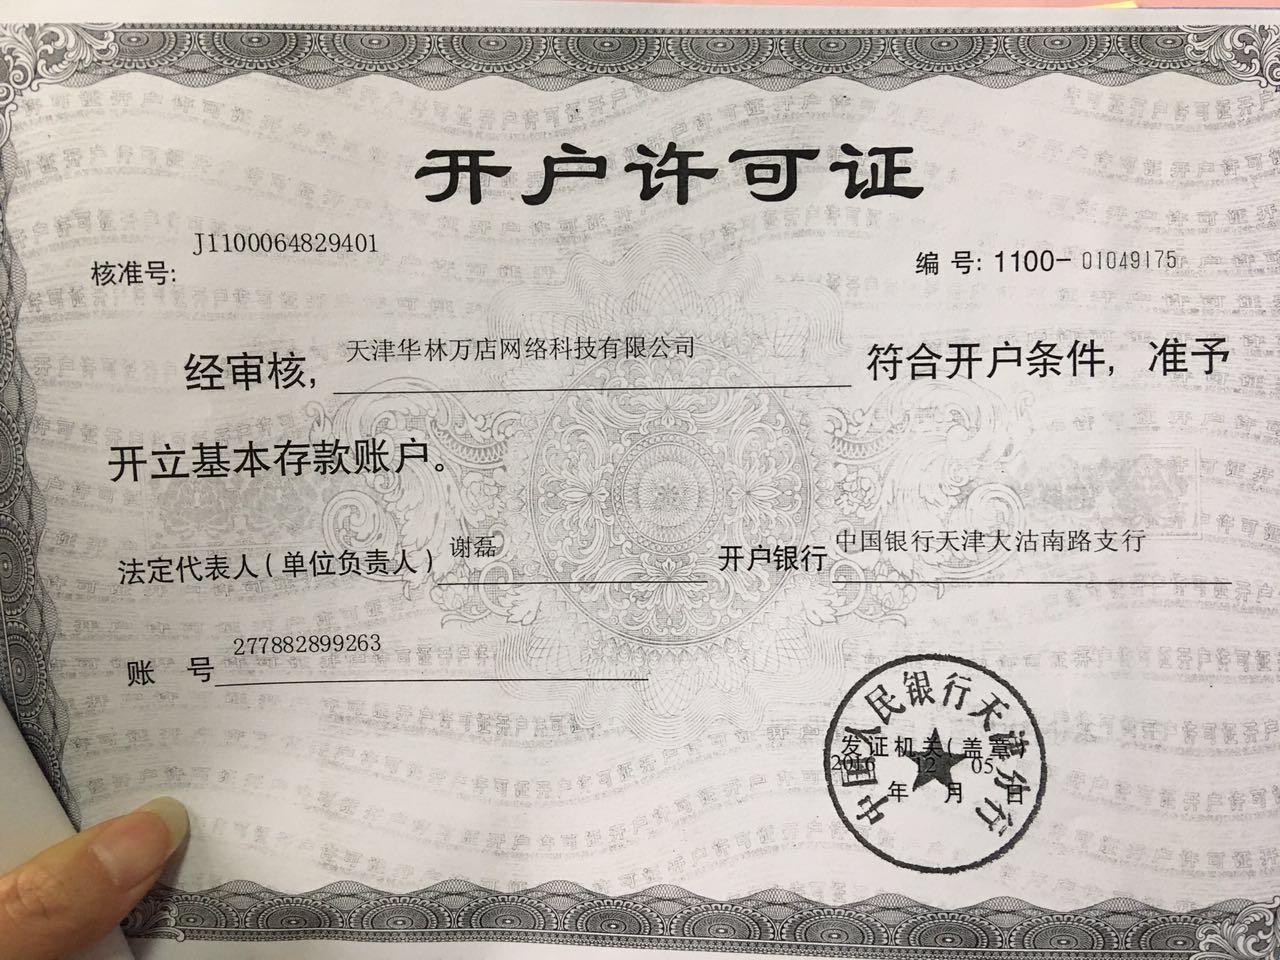 开户许可证
核准号: J1100064829401
编 号: 1100-01049175
经审核, 天津华林万店网络科技有限公司 符合开户条件, 准予
开立基本存款账户。
法定代表人(单位负责人) 谢磊 开户银行 中国银行天津大沽南路支行
账 号 277882899263
中国人民银行天津分行
发证机关(盖章
2016 12 05
年 月 日